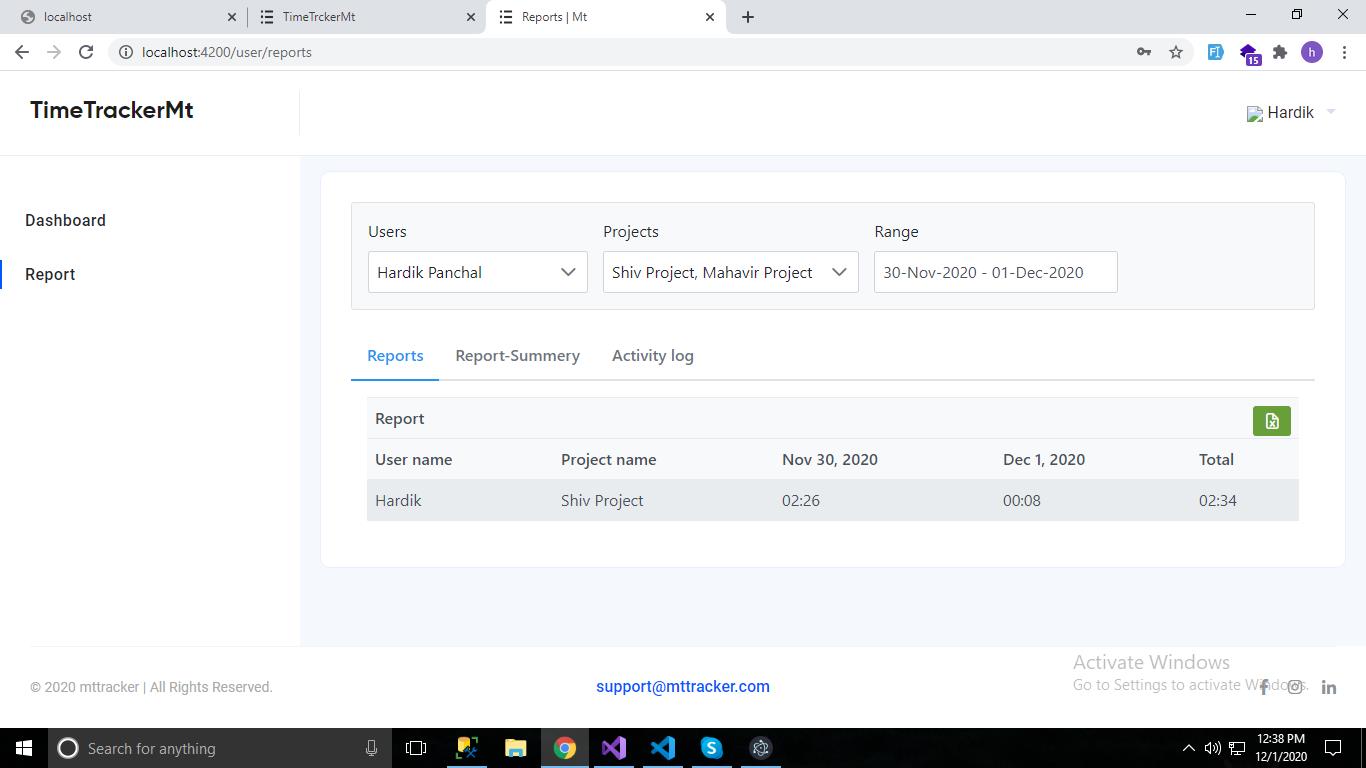 localhost
TimeTrckerMt
Reports | Mt
localhost:4200/user/reports
15
h
TimeTrackerMt
Hardik
Dashboard
Report
Users
Projects
Range
Hardik Panchal
Shiv Project, Mahavir Project
30-Nov-2020 - 01-Dec-2020
Reports
Report-Summery
Activity log
Report
User name
Project name
Nov 30, 2020
Dec 1, 2020
Total
Hardik
Shiv Project
02:26
00:08
02:34
Activate Windows
Go to Settings to activate Windows.
© 2020 mttracker | All Rights Reserved.
support@mttracker.com
Search for anything
12:38 PM
12/1/2020